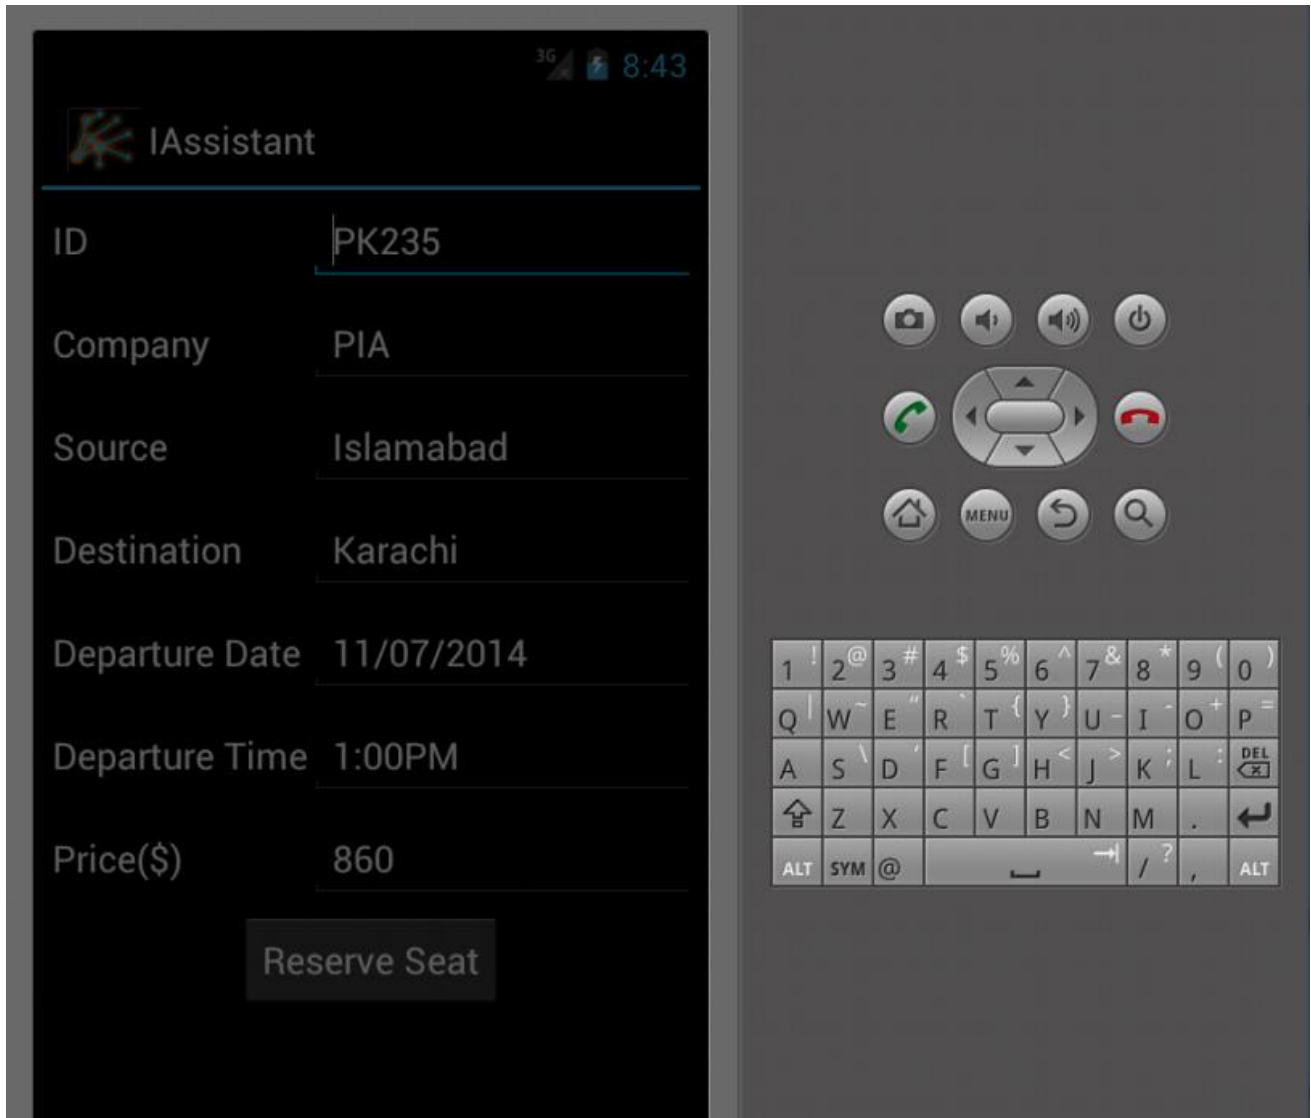 3G 8:43
IAssistant
ID PK235
Company PIA
Source Islamabad
Destination Karachi
Departure Date 11/07/2014
Departure Time 1:00PM
Price($) 860
Reserve Seat
MENU
1 ! 2 @ 3 # 4 $ 5 % 6 ^ 7 & 8 * 9 ( 0 )
Q | W ~ E " R ` T { Y } U _ I - O + P =
A S \ D ' F [ G ] H < J > K ; L : DEL
Z X C V B N M .
ALT SYM @ / ? , ALT